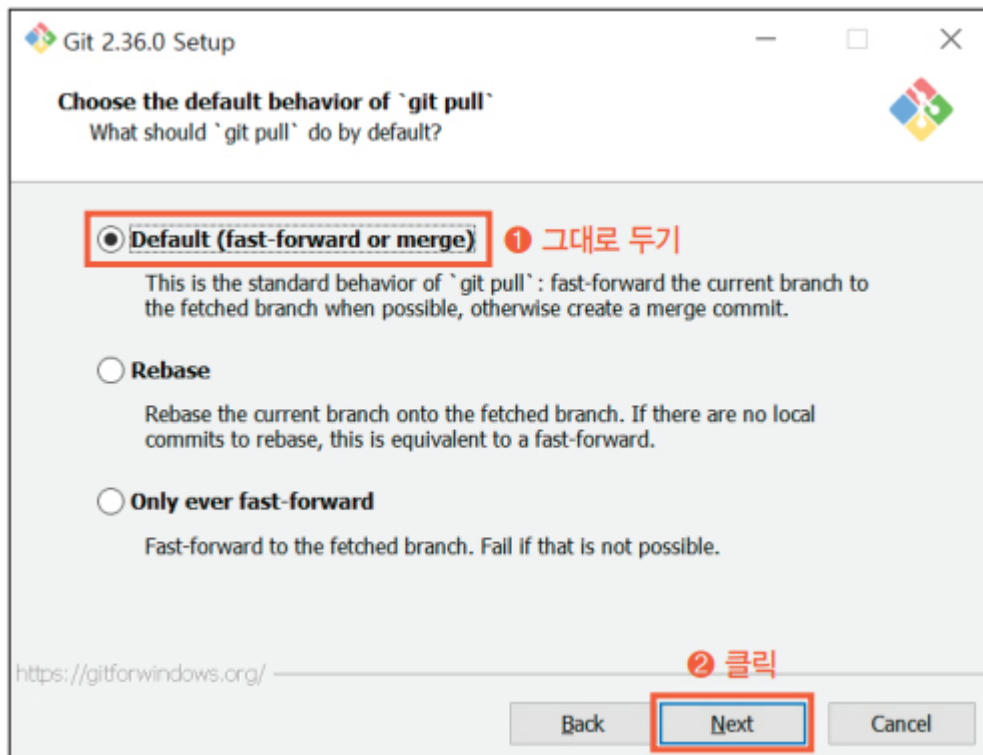 Git 2.36.0 Setup
Choose the default behavior of `git pull`
What should `git pull` do by default?
Default (fast-forward or merge) ❶ 그대로 두기
This is the standard behavior of `git pull`: fast-forward the current branch to
the fetched branch when possible, otherwise create a merge commit.
Rebase
Rebase the current branch onto the fetched branch. If there are no local
commits to rebase, this is equivalent to a fast-forward.
Only ever fast-forward
Fast-forward to the fetched branch. Fail if that is not possible.
https://gitforwindows.org/
❷ 클릭
Back Next Cancel